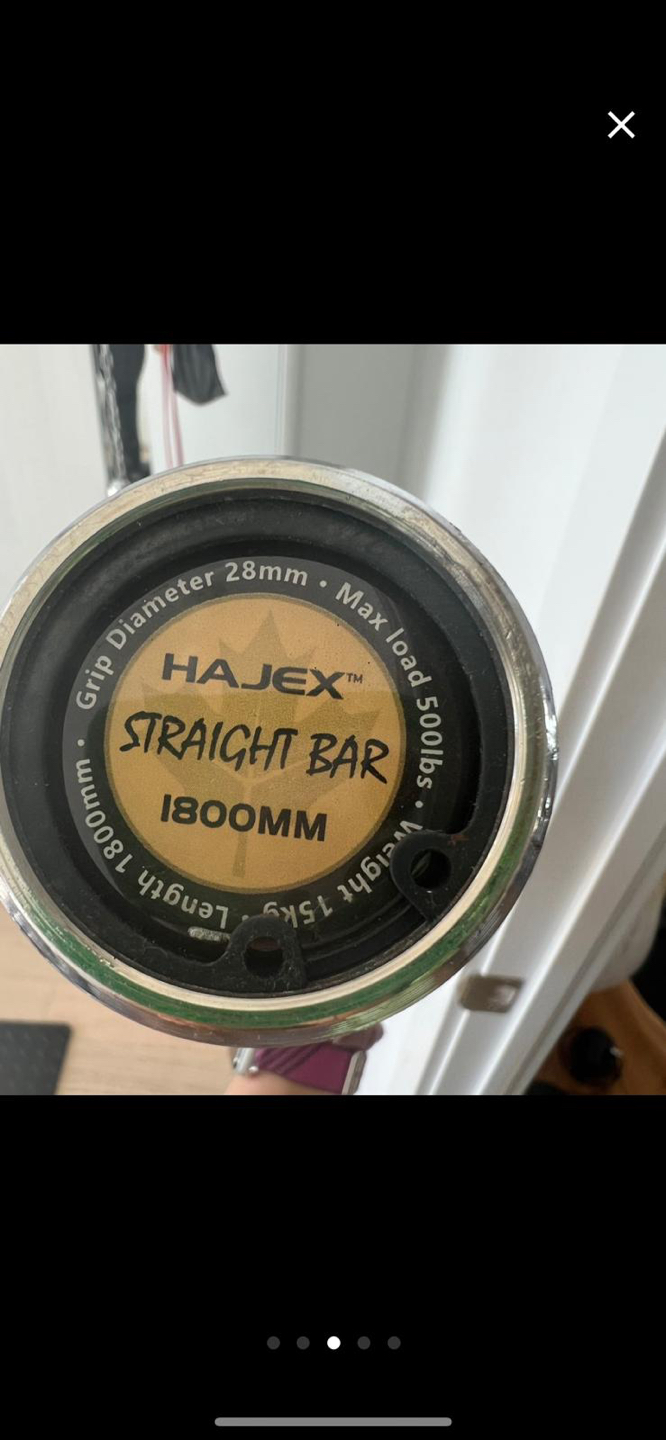 HAJEX™
STRAIGHT BAR
1800MM
Grip Diameter 28mm • Max load 500lbs • Weight 15kg • Length 1800mm •